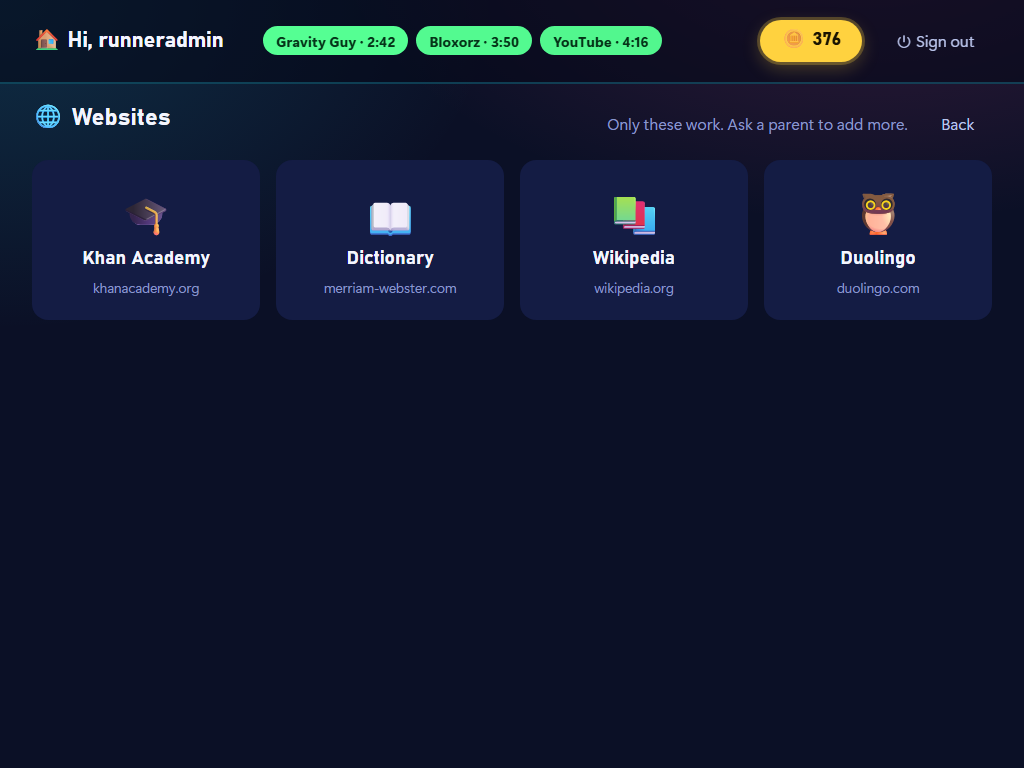 Hi, runneradmin
Gravity Guy · 2:42
Bloxorz · 3:50
YouTube · 4:16
376
Sign out
Websites
Only these work. Ask a parent to add more.
Back
Khan Academy
khanacademy.org
Dictionary
merriam-webster.com
Wikipedia
wikipedia.org
Duolingo
duolingo.com